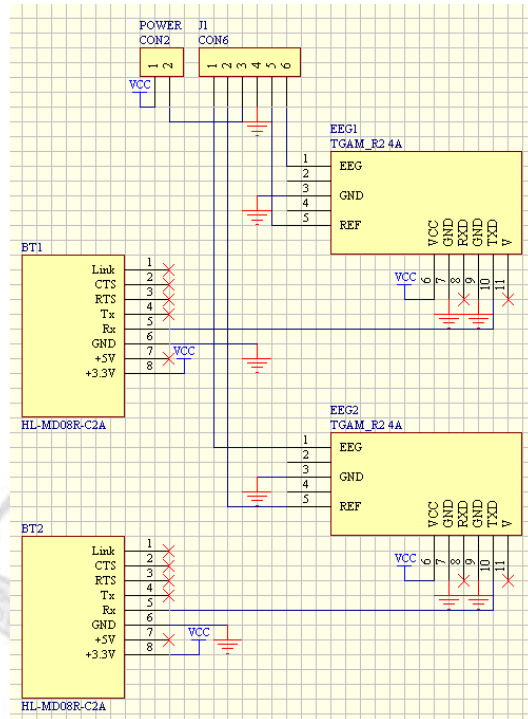 POWER J1
CON2 CON6
1 2 1 2 3 4 5 6
VCC
EEG1
TGAM_R2 4A
1 EEG
2
3 GND
4
5 REF
VCC GND RXD GND TXD V
VCC 6 7 8 9 10 11
BT1
Link 1
CTS 2
RTS 3
Tx 4
Rx 5
GND 6
+5V 7 VCC
+3.3V 8
HL-MD08R-C2A
EEG2
TGAM_R2 4A
1 EEG
2
3 GND
4
5 REF
VCC GND RXD GND TXD V
VCC 6 7 8 9 10 11
BT2
Link 1
CTS 2
RTS 3
Tx 4
Rx 5
GND 6
+5V 7 VCC
+3.3V 8
HL-MD08R-C2A